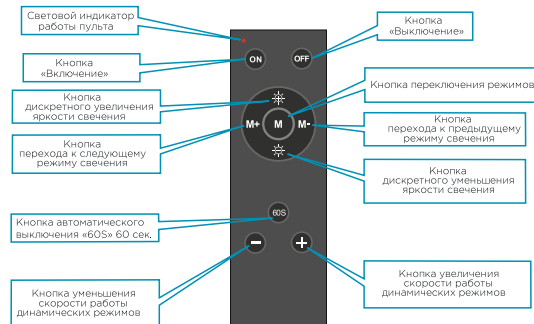 Световой индикатор
работы пульта
Кнопка
«Выключение»
Кнопка
«Включение»
ON
OFF
Кнопка переключения режимов
Кнопка
дискретного увеличения
яркости свечения
M+
M
M-
Кнопка
перехода к предыдущему
режиму свечения
Кнопка
перехода к следующему
режиму свечения
Кнопка
дискретного уменьшения
яркости свечения
60S
Кнопка автоматического
выключения «60S» 60 сек.
Кнопка уменьшения
скорости работы
динамических режимов
Кнопка увеличения
скорости работы
динамических режимов